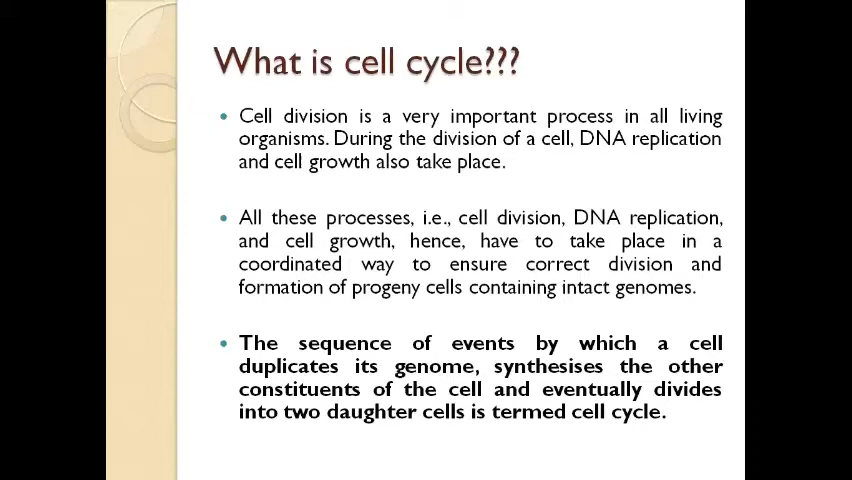 What is cell cycle???
• Cell division is a very important process in all living
organisms. During the division of a cell, DNA replication
and cell growth also take place.
• All these processes, i.e., cell division, DNA replication,
and cell growth, hence, have to take place in a
coordinated way to ensure correct division and
formation of progeny cells containing intact genomes.
• The sequence of events by which a cell
duplicates its genome, synthesises the other
constituents of the cell and eventually divides
into two daughter cells is termed cell cycle.